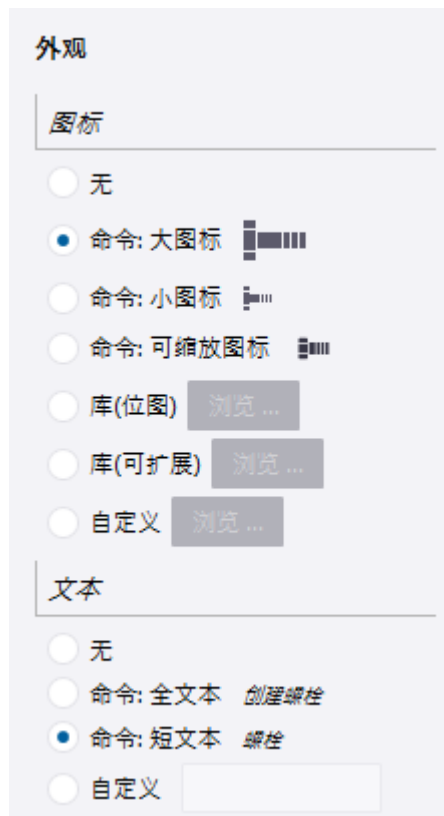 外观
图标
无
命令: 大图标
命令: 小图标
命令: 可缩放图标
库(位图) 浏览 ...
库(可扩展) 浏览 ...
自定义 浏览 ...
文本
无
命令: 全文本 创建螺栓
命令: 短文本 螺栓
自定义